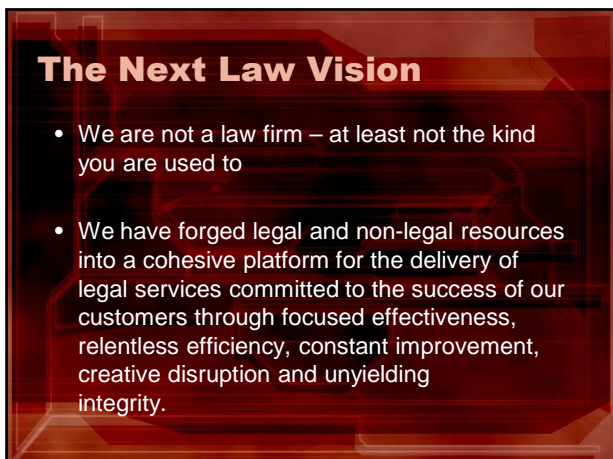 The Next Law Vision
• We are not a law firm – at least not the kind
you are used to
• We have forged legal and non-legal resources
into a cohesive platform for the delivery of
legal services committed to the success of our
customers through focused effectiveness,
relentless efficiency, constant improvement,
creative disruption and unyielding
integrity.